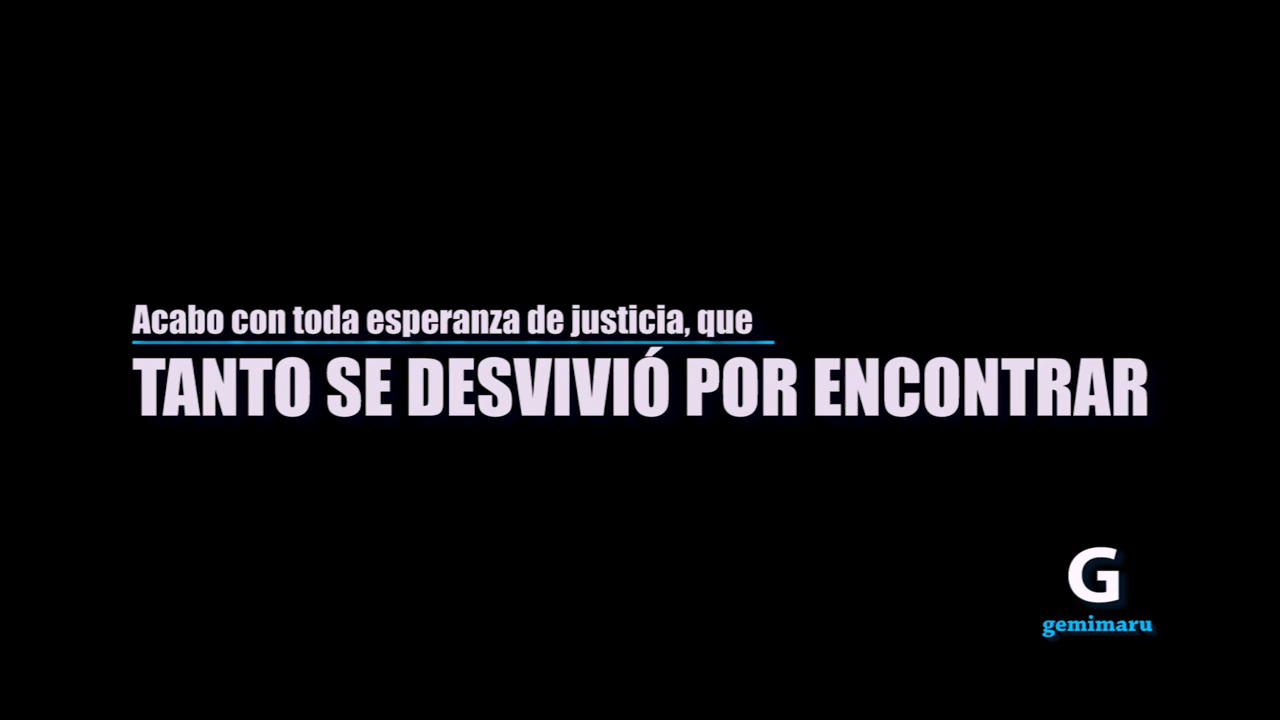 Acabo con toda esperanza de justicia, que
TANTO SE DESVIVIÓ POR ENCONTRAR
G
gemimaru